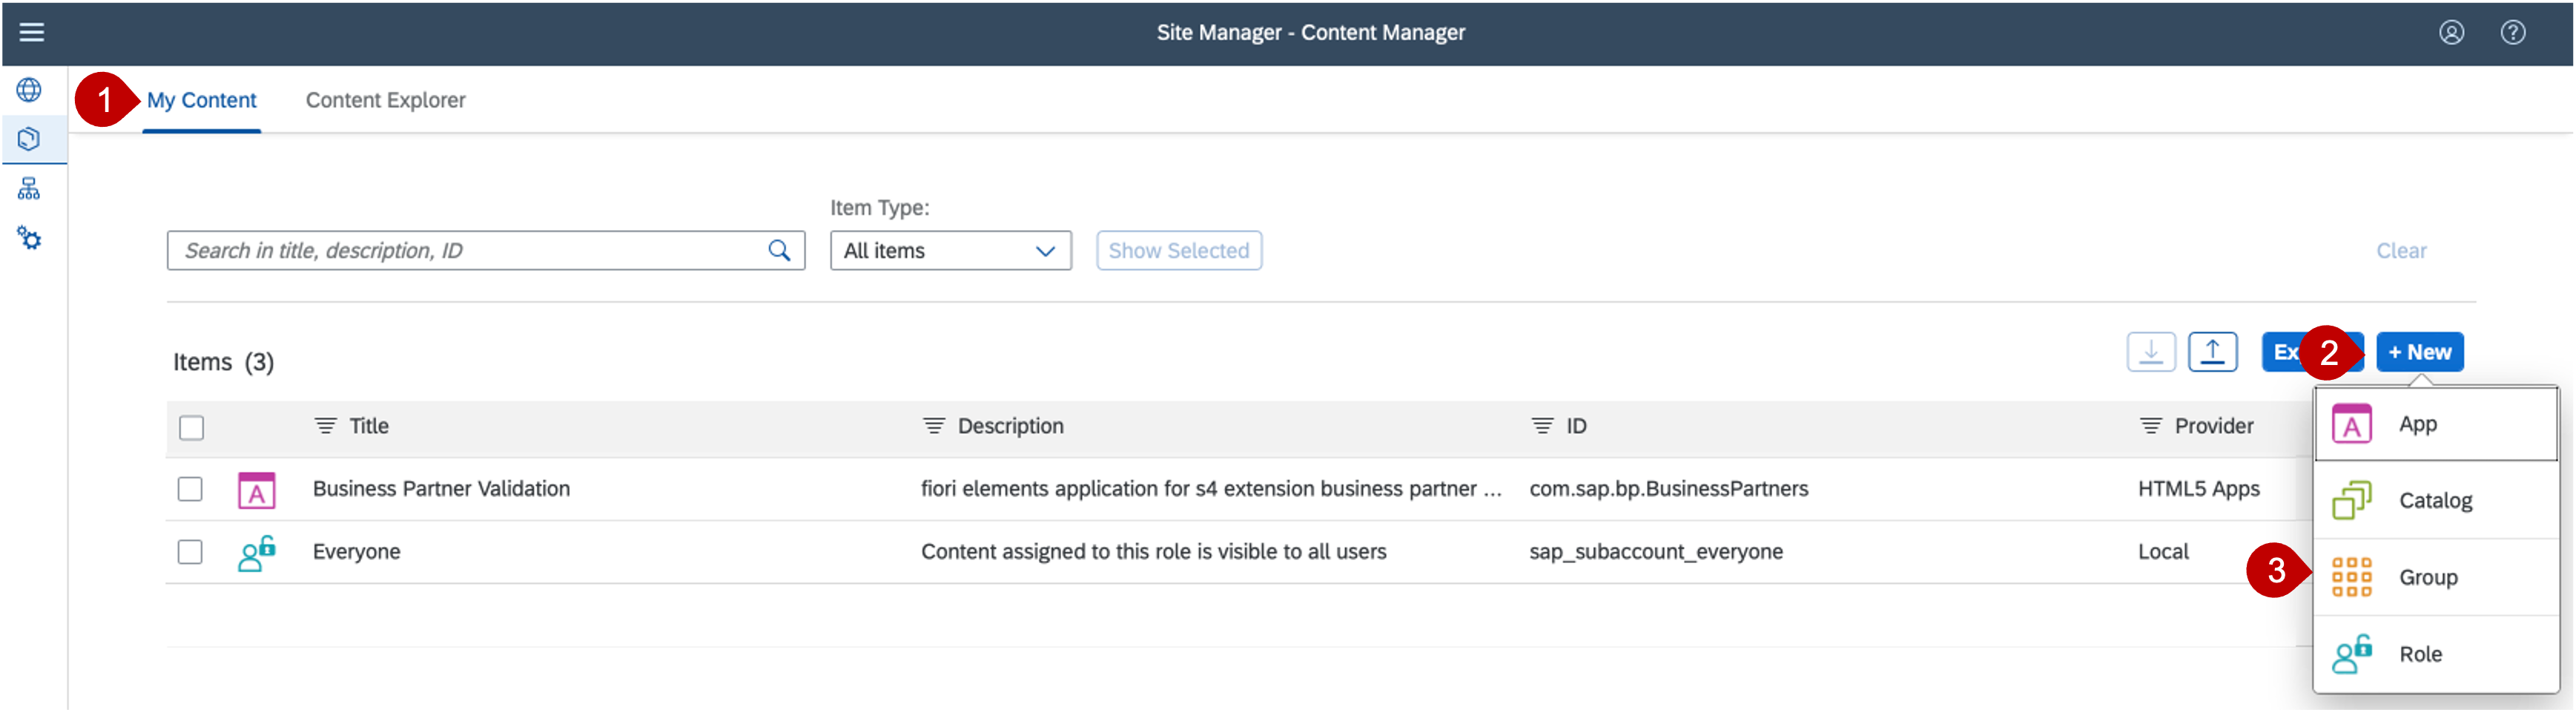 Site Manager - Content Manager
1 My Content Content Explorer
Item Type:
Search in title, description, ID All items Show Selected Clear
Items (3) 2 + New
Title Description ID Provider
A App
A Business Partner Validation fiori elements application for s4 extension business partner ... com.sap.bp.BusinessPartners HTML5 Apps
Catalog
Everyone Content assigned to this role is visible to all users sap_subaccount_everyone Local
3 Group
Role